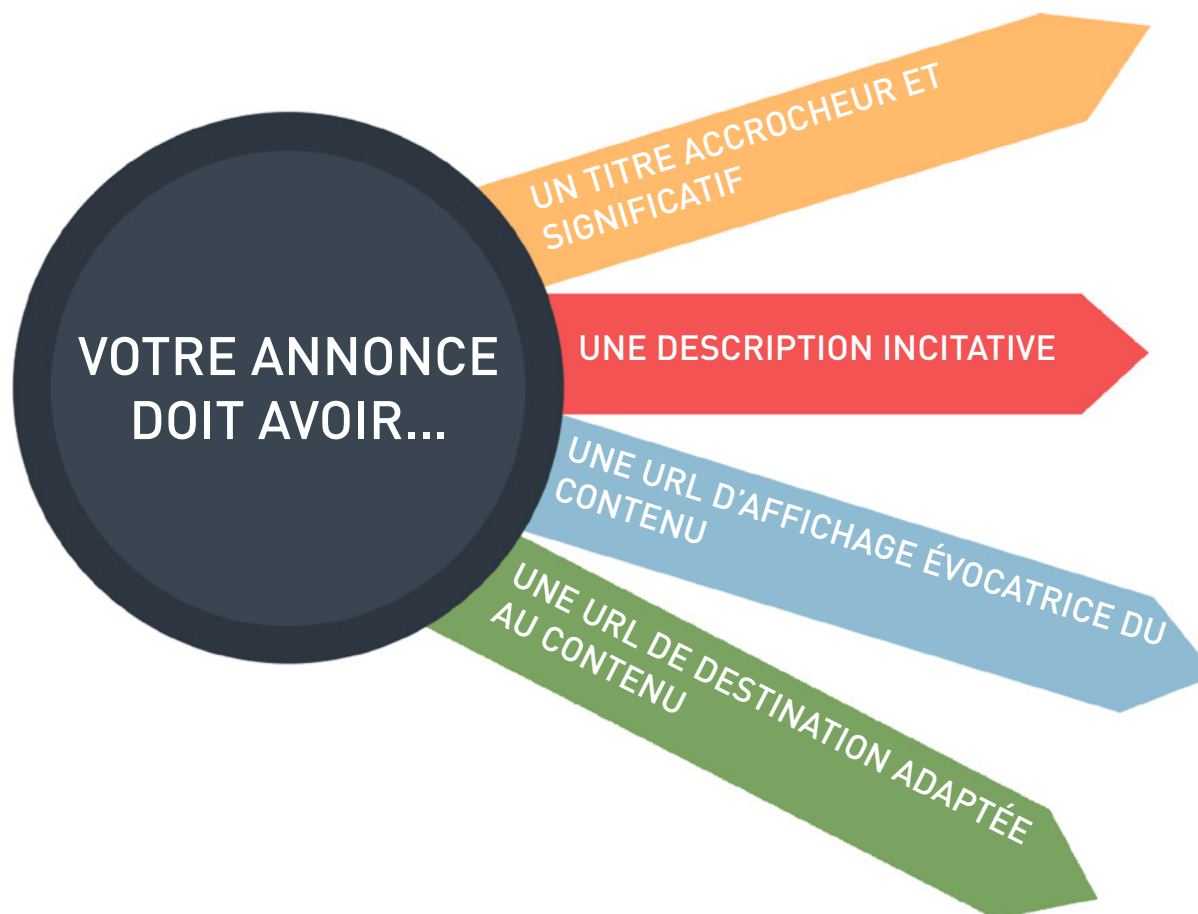 VOTRE ANNONCE
DOIT AVOIR...
UN TITRE ACCROCHEUR ET
SIGNIFICATIF
UNE DESCRIPTION INCITATIVE
UNE URL D'AFFICHAGE ÉVOCATRICE DU
CONTENU
UNE URL DE DESTINATION ADAPTÉE
AU CONTENU